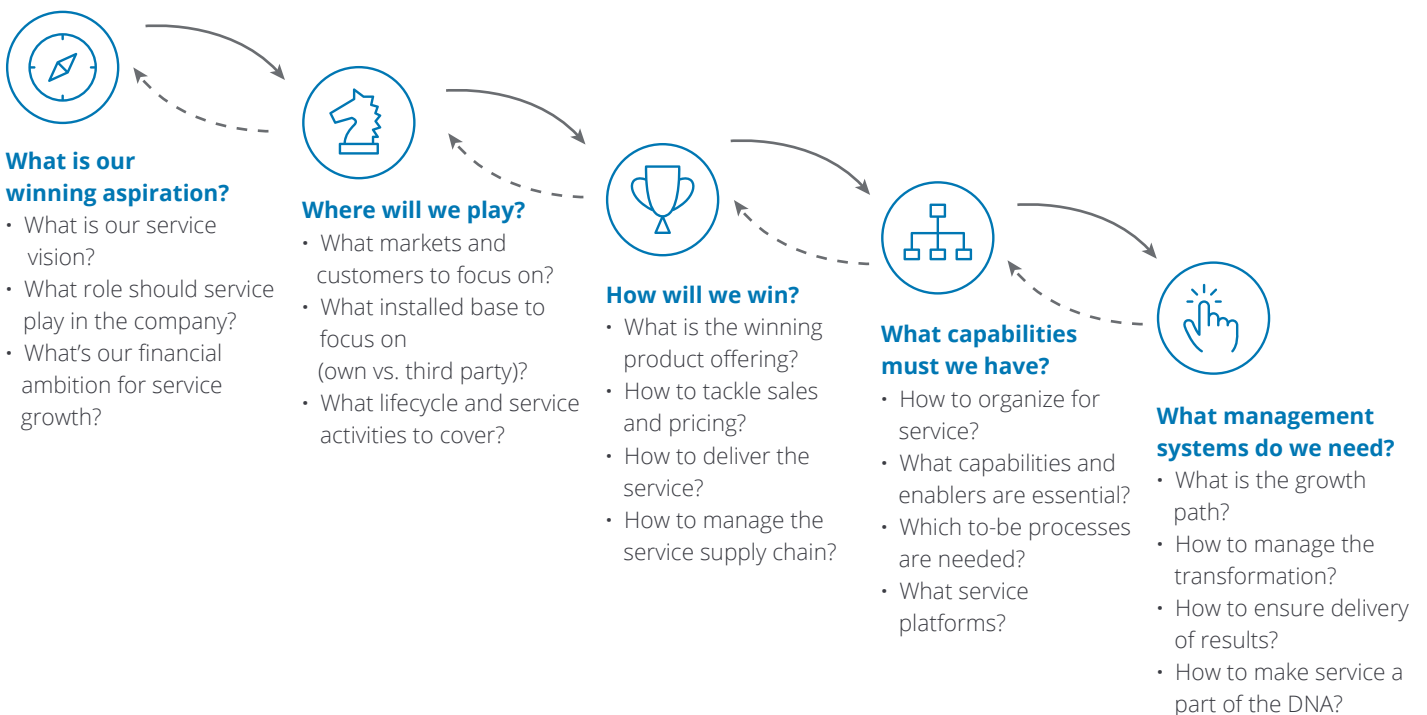 What is our
winning aspiration?
• What is our service
vision?
• What role should service
play in the company?
• What’s our financial
ambition for service
growth?
Where will we play?
• What markets and
customers to focus on?
• What installed base to
focus on
(own vs. third party)?
• What lifecycle and service
activities to cover?
How will we win?
• What is the winning
product offering?
• How to tackle sales
and pricing?
• How to deliver the
service?
• How to manage the
service supply chain?
What capabilities
must we have?
• How to organize for
service?
• What capabilities and
enablers are essential?
• Which to-be processes
are needed?
• What service
platforms?
What management
systems do we need?
• What is the growth
path?
• How to manage the
transformation?
• How to ensure delivery
of results?
• How to make service a
part of the DNA?